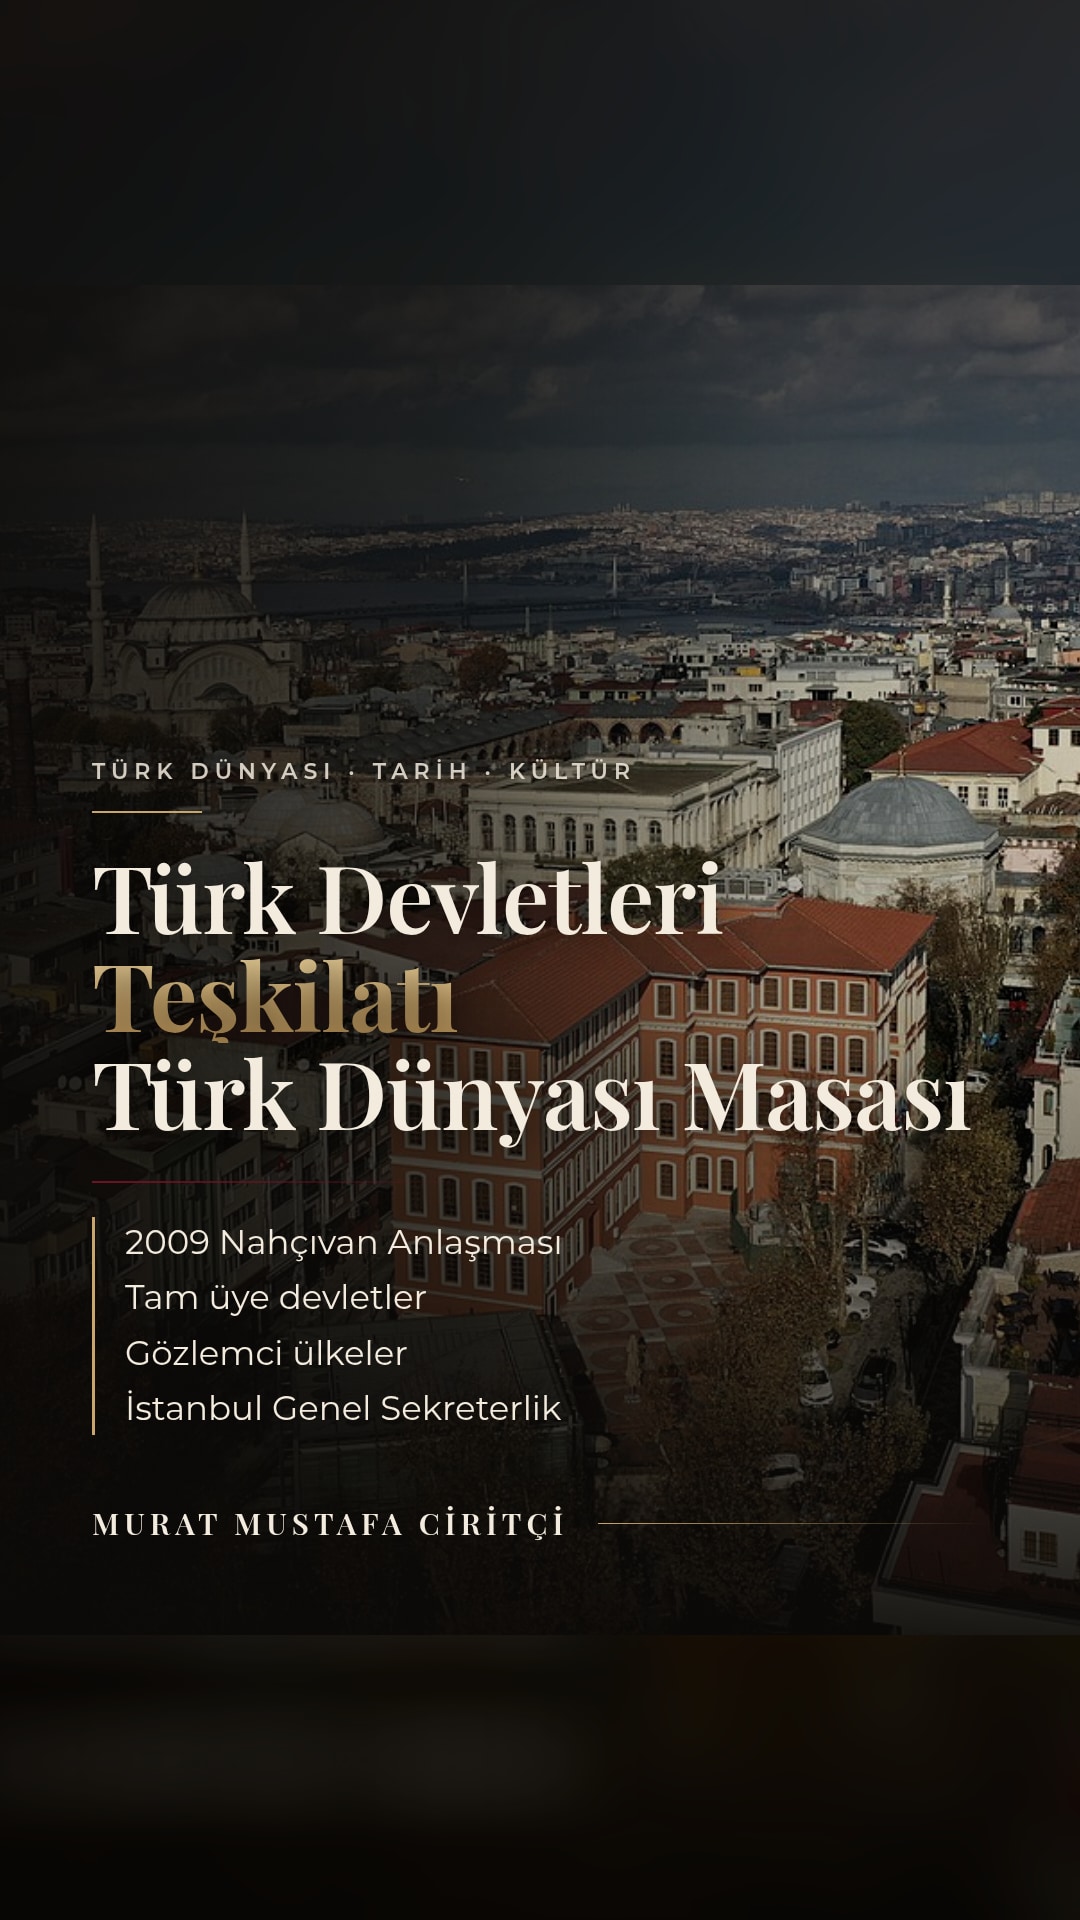 TÜRK DÜNYASI · TARİH · KÜLTÜR
Türk Devletleri
Teşkilatı
Türk Dünyası Masası
2009 Nahçıvan Anlaşması
Tam üye devletler
Gözlemci ülkeler
İstanbul Genel Sekreterlik
MURAT MUSTAFA CİRİTÇİ